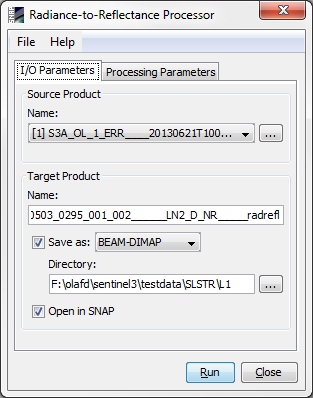 Radiance-to-Reflectance Processor
File Help
I/O Parameters Processing Parameters
Source Product
Name:
[1] S3A_OL_1_ERR____20130621T100... ...
Target Product
Name:
0503_0295_001_002______LN2_D_NR_____radrefl
Save as: BEAM-DIMAP
Directory:
F:\olafd\sentinel3\testdata\SLSTR\L1 ...
Open in SNAP
Run Close